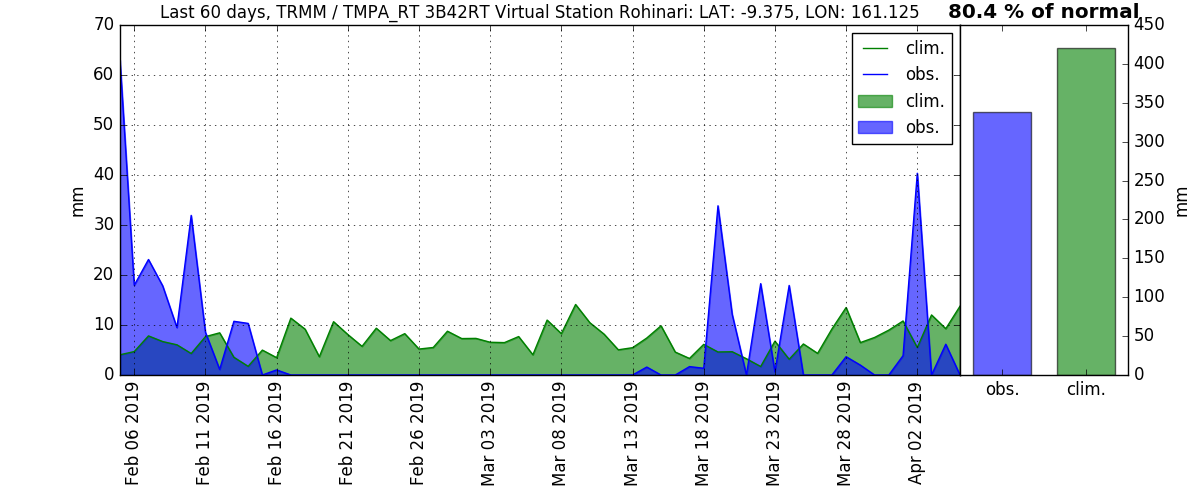 Last 60 days, TRMM / TMPA_RT 3B42RT Virtual Station Rohinari: LAT: -9.375, LON: 161.125
80.4 % of normal
70
60
50
40
30
20
10
0
mm
clim.
obs.
clim.
obs.
450
400
350
300
250
200
150
100
50
0
mm
Feb 06 2019
Feb 11 2019
Feb 16 2019
Feb 21 2019
Feb 26 2019
Mar 03 2019
Mar 08 2019
Mar 13 2019
Mar 18 2019
Mar 23 2019
Mar 28 2019
Apr 02 2019
obs.
clim.